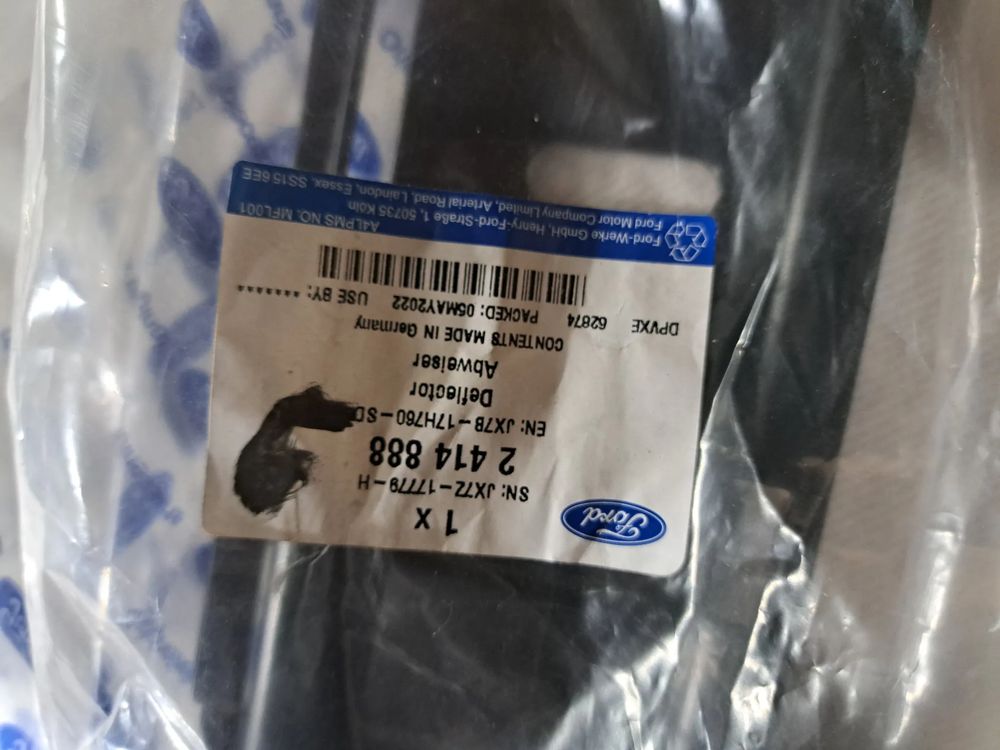 Ford
1 x
SN: JX7Z-17779-H
2 414 888
EN: JX7B-17H760-SD
Deflector
Abweiser
CONTENTS MADE IN Germany
DPVXE 62874 PACKED: 05MAY2022 USE BY: *******
Ford-Werke GmbH, Henry-Ford-Straße 1, 50735 Köln
Ford Motor Company Limited, Arterial Road, Laindon, Essex, SS15 6EE
A4LPMS NO. MFL001